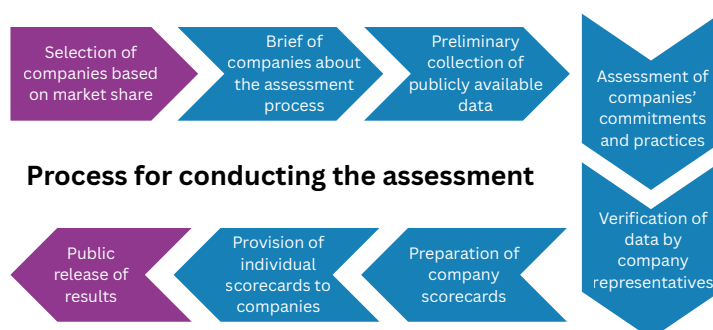 Selection of
companies based
on market share
Brief of
companies about
the assessment
process
Preliminary
collection of
publicly available
data
Assessment of
companies’
commitments
and practices
Process for conducting the assessment
Verification of
data by
company
representatives
Preparation of
company
scorecards
Provision of
individual
scorecards to
companies
Public
release of
results